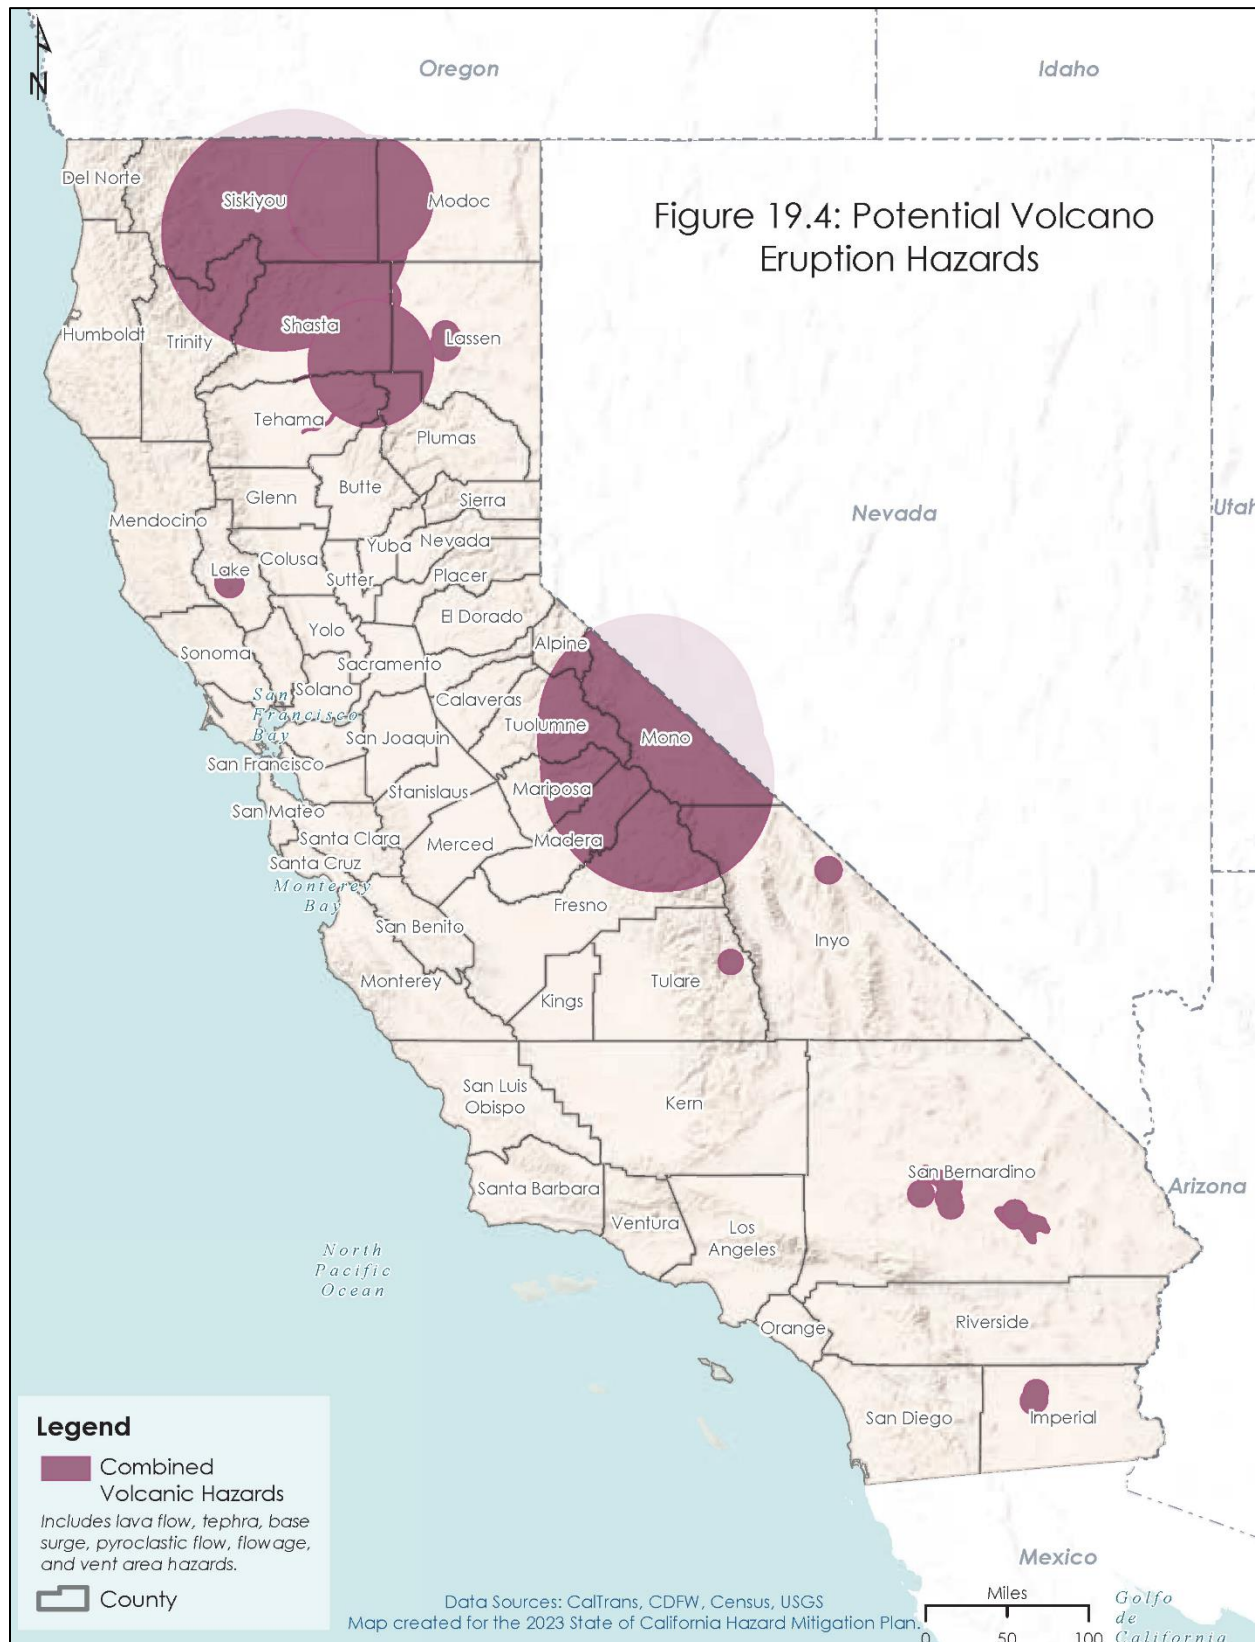 N
Oregon
Idaho
Figure 19.4: Potential Volcano
Eruption Hazards
Del Norte
Siskiyou
Modoc
Humboldt
Trinity
Shasta
Lassen
Tehama
Plumas
Glenn
Butte
Sierra
Mendocino
Nevada
Utah
Colusa
Yuba
Nevada
Lake
Sutter
Placer
El Dorado
Yolo
Alpine
Sonoma
Sacramento
Solano
Calaveras
San
Francisco
Bay
Tuolumne
San Joaquin
Mono
San Francisco
Stanislaus
Mariposa
San Mateo
Santa Clara
Merced
Madera
Santa Cruz
Monterey
Bay
Fresno
San Benito
Inyo
Monterey
Kings
Tulare
San Luis
Obispo
Kern
San Bernardino
Santa Barbara
Arizona
Ventura
Los
Angeles
North
Pacific
Ocean
Orange
Riverside
San Diego
Imperial
Legend
Combined
Volcanic Hazards
Includes lava flow, tephra, base
surge, pyroclastic flow, flowage,
and vent area hazards.
County
Mexico
Data Sources: CalTrans, CDFW, Census, USGS
Map created for the 2023 State of California Hazard Mitigation Plan.
Miles
0 50 100
Golfo
de
California